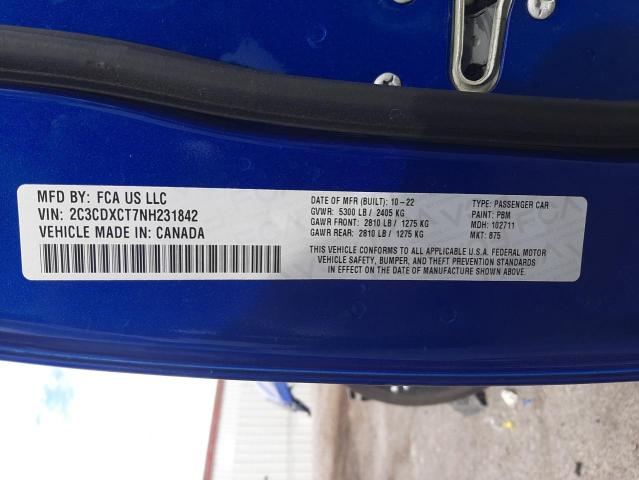 MFD BY: FCA US LLC
VIN: 2C3CDXCT7NH231842
VEHICLE MADE IN: CANADA
DATE OF MFR (BUILT): 10-22
GVWR: 5300 LB / 2405 KG
GAWR FRONT: 2810 LB / 1275 KG
GAWR REAR: 2810 LB / 1275 KG
TYPE: PASSENGER CAR
PAINT: PBM
MDH: 102711
MKT: 875
THIS VEHICLE CONFORMS TO ALL APPLICABLE U.S.A. FEDERAL MOTOR
VEHICLE SAFETY, BUMPER, AND THEFT PREVENTION STANDARDS
IN EFFECT ON THE DATE OF MANUFACTURE SHOWN ABOVE.